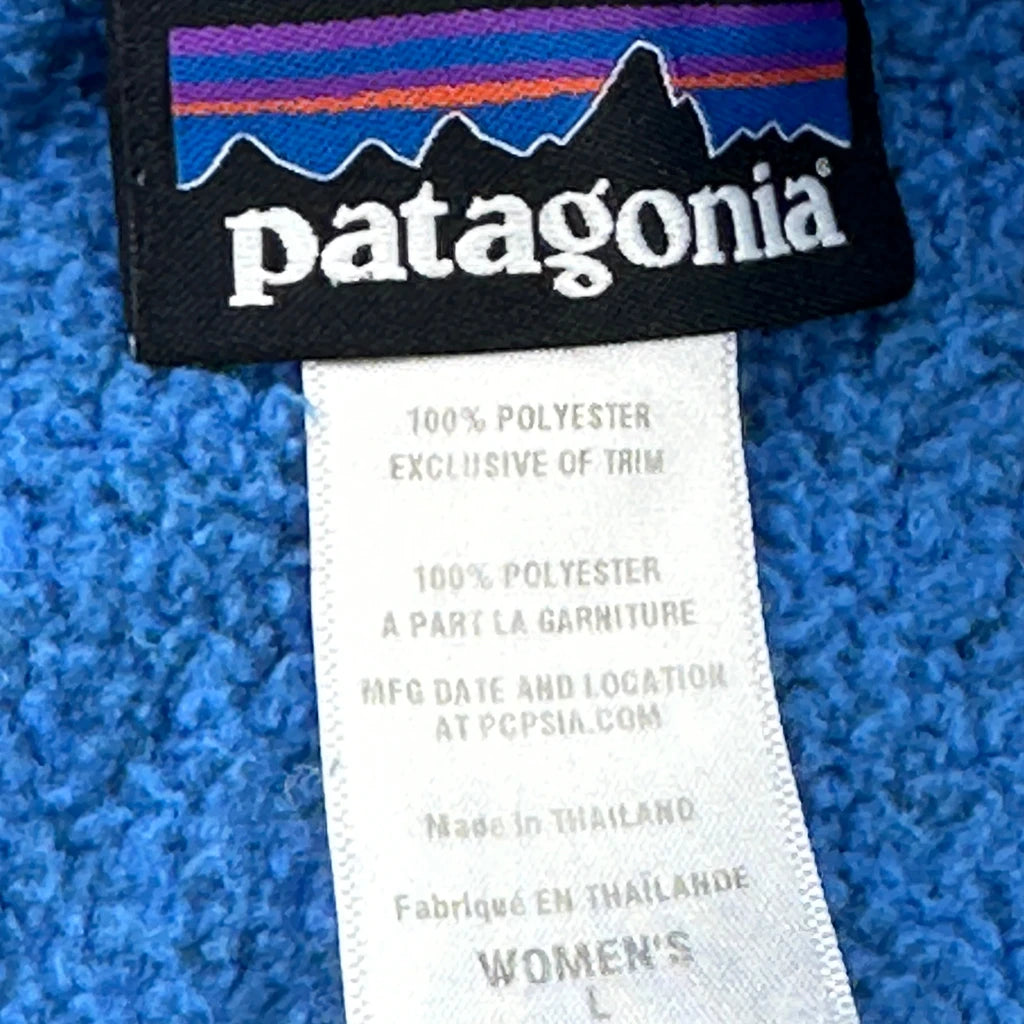 patagonia®
100% POLYESTER
EXCLUSIVE OF TRIM
100% POLYESTER
A PART LA GARNITURE
MFG DATE AND LOCATION
AT PCPSIA.COM
Made in THAILAND
Fabriqué EN THAÏLANDE
WOMEN'S
L